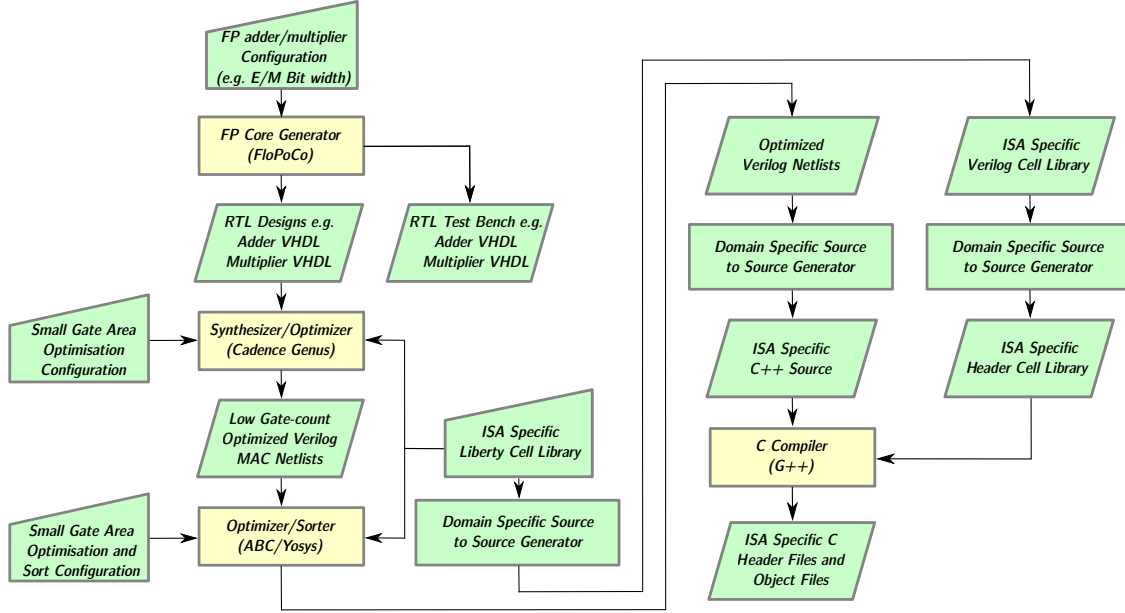 FP adder/multiplier
Configuration
(e.g. E/M Bit width)
FP Core Generator
(FloPoCo)
RTL Designs e.g.
Adder VHDL
Multiplier VHDL
RTL Test Bench e.g.
Adder VHDL
Multiplier VHDL
Small Gate Area
Optimisation
Configuration
Synthesizer/Optimizer
(Cadence Genus)
Low Gate-count
Optimized Verilog
MAC Netlists
ISA Specific
Liberty Cell Library
Small Gate Area
Optimisation and
Sort Configuration
Optimizer/Sorter
(ABC/Yosys)
Domain Specific Source
to Source Generator
Optimized
Verilog Netlists
ISA Specific
Verilog Cell Library
Domain Specific Source
to Source Generator
Domain Specific Source
to Source Generator
ISA Specific
C++ Source
ISA Specific
Header Cell Library
C Compiler
(G++)
ISA Specific C
Header Files and
Object Files